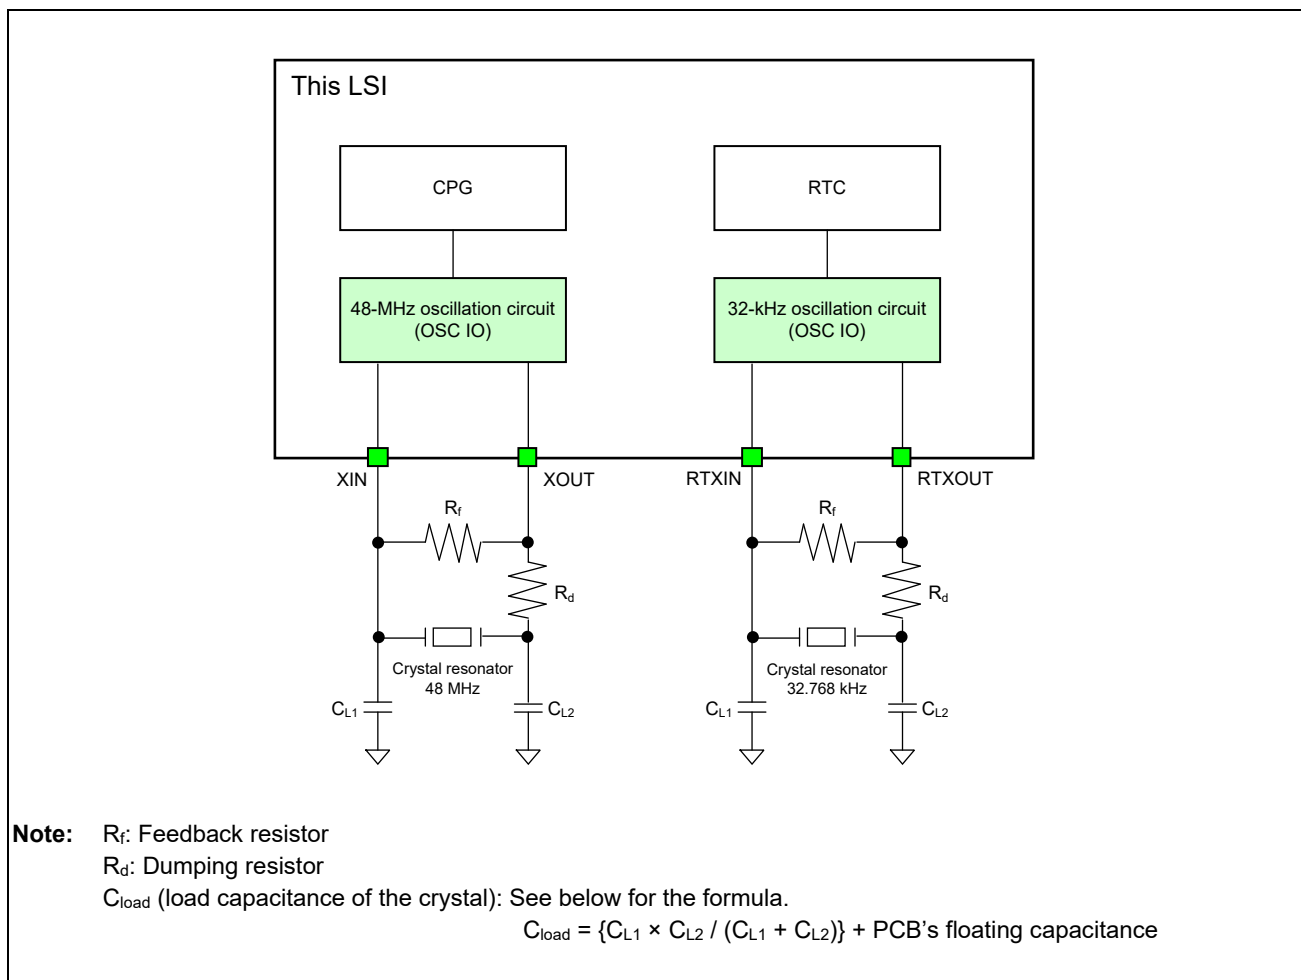 This LSI
CPG
RTC
48-MHz oscillation circuit
(OSC IO)
32-kHz oscillation circuit
(OSC IO)
XIN
XOUT
RTXIN
RTXOUT
Rf
Rf
Rd
Rd
Crystal resonator
48 MHz
Crystal resonator
32.768 kHz
CL1
CL2
CL1
CL2
Note: Rf: Feedback resistor
Rd: Dumping resistor
Cload (load capacitance of the crystal): See below for the formula.
Cload = {CL1 × CL2 / (CL1 + CL2)} + PCB’s floating capacitance